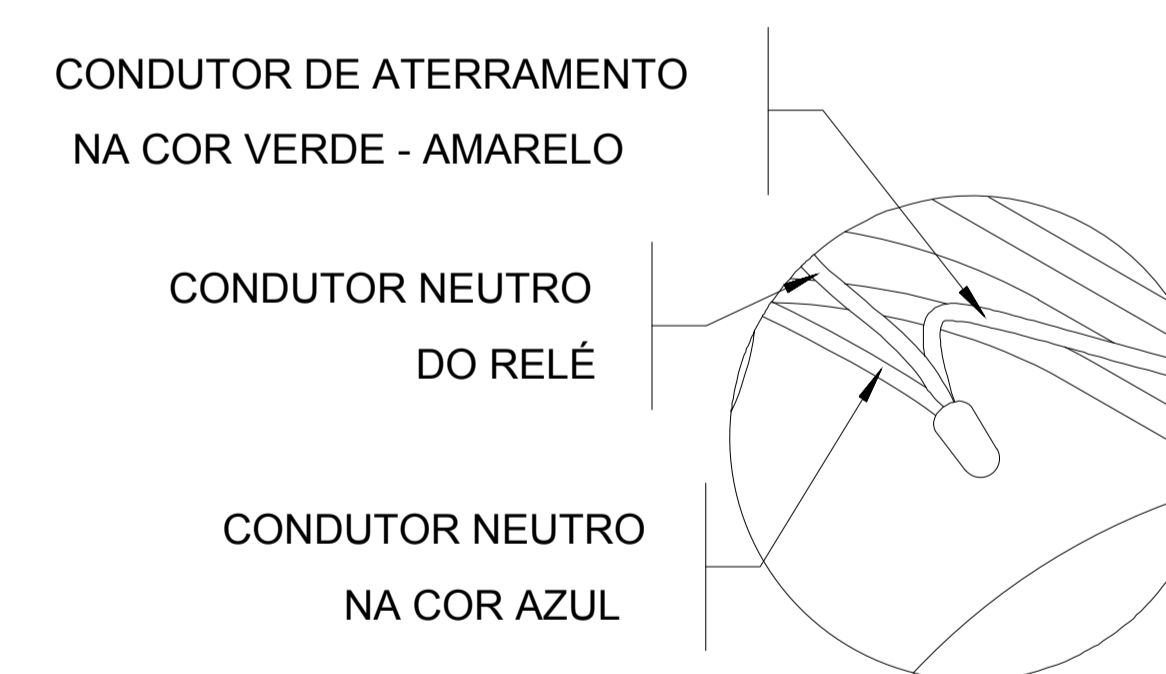 CONDUTOR DE ATERRAMENTO
NA COR VERDE - AMARELO
CONDUTOR NEUTRO
DO RELÉ
CONDUTOR NEUTRO
NA COR AZUL